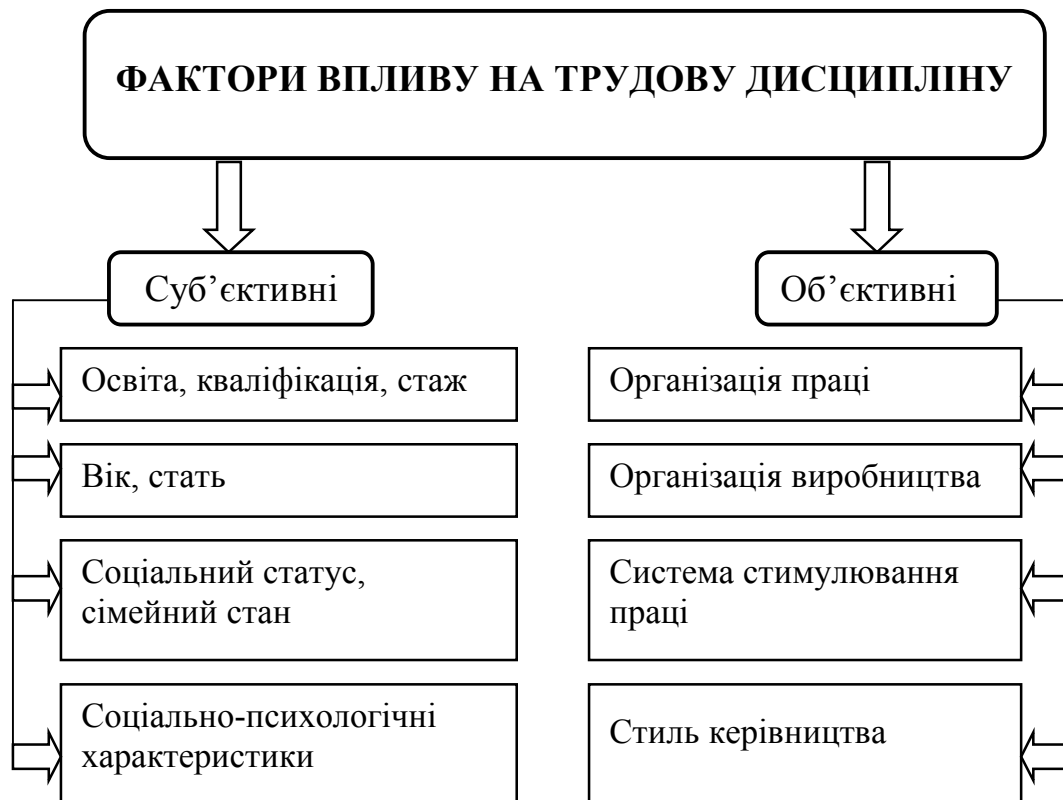 ФАКТОРИ ВПЛИВУ НА ТРУДОВУ ДИСЦИПЛІНУ
Суб’єктивні
Об’єктивні
Освіта, кваліфікація, стаж
Організація праці
Вік, стать
Організація виробництва
Соціальний статус,
сімейний стан
Система стимулювання
праці
Соціально-психологічні
характеристики
Стиль керівництва